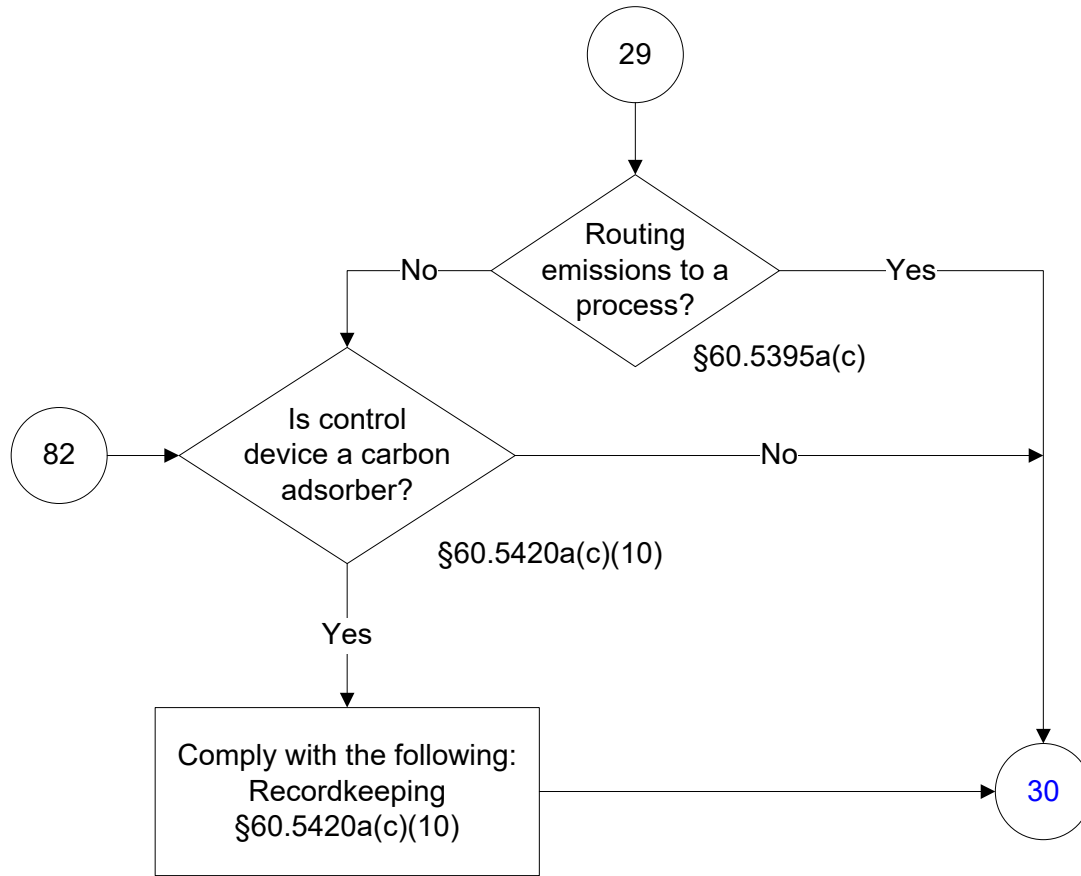 29
Routing
emissions to a
process?
No
Yes
§60.5395a(c)
Is control
device a carbon
adsorber?
82
No
§60.5420a(c)(10)
Yes
Comply with the following:
Recordkeeping
§60.5420a(c)(10)
30